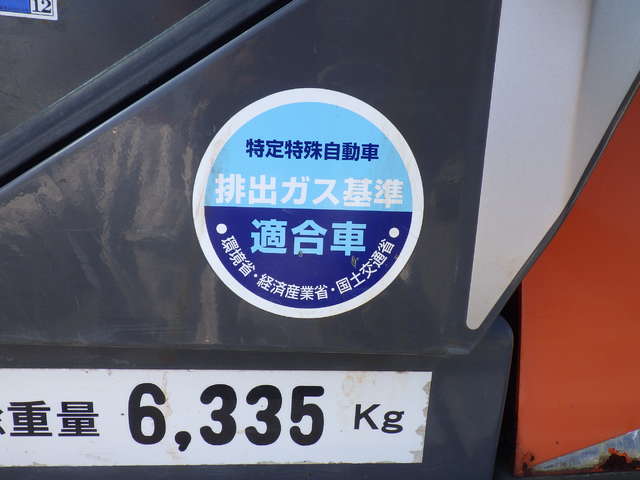 12
特定特殊自動車
排出ガス基準
適合車
●環境省・経済産業省・国土交通省●
重量 6,335 Kg